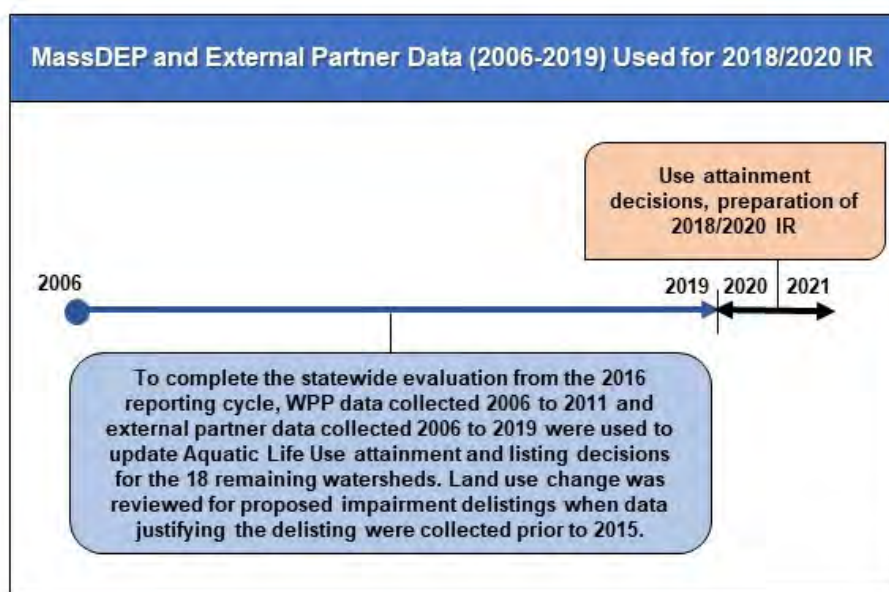 MassDEP and External Partner Data (2006-2019) Used for 2018/2020 IR
Use attainment
decisions, preparation of
2018/2020 IR
2006
2019
2020
2021
To complete the statewide evaluation from the 2016
reporting cycle, WPP data collected 2006 to 2011 and
external partner data collected 2006 to 2019 were used to
update Aquatic Life Use attainment and listing decisions
for the 18 remaining watersheds. Land use change was
reviewed for proposed impairment delistings when data
justifying the delisting were collected prior to 2015.